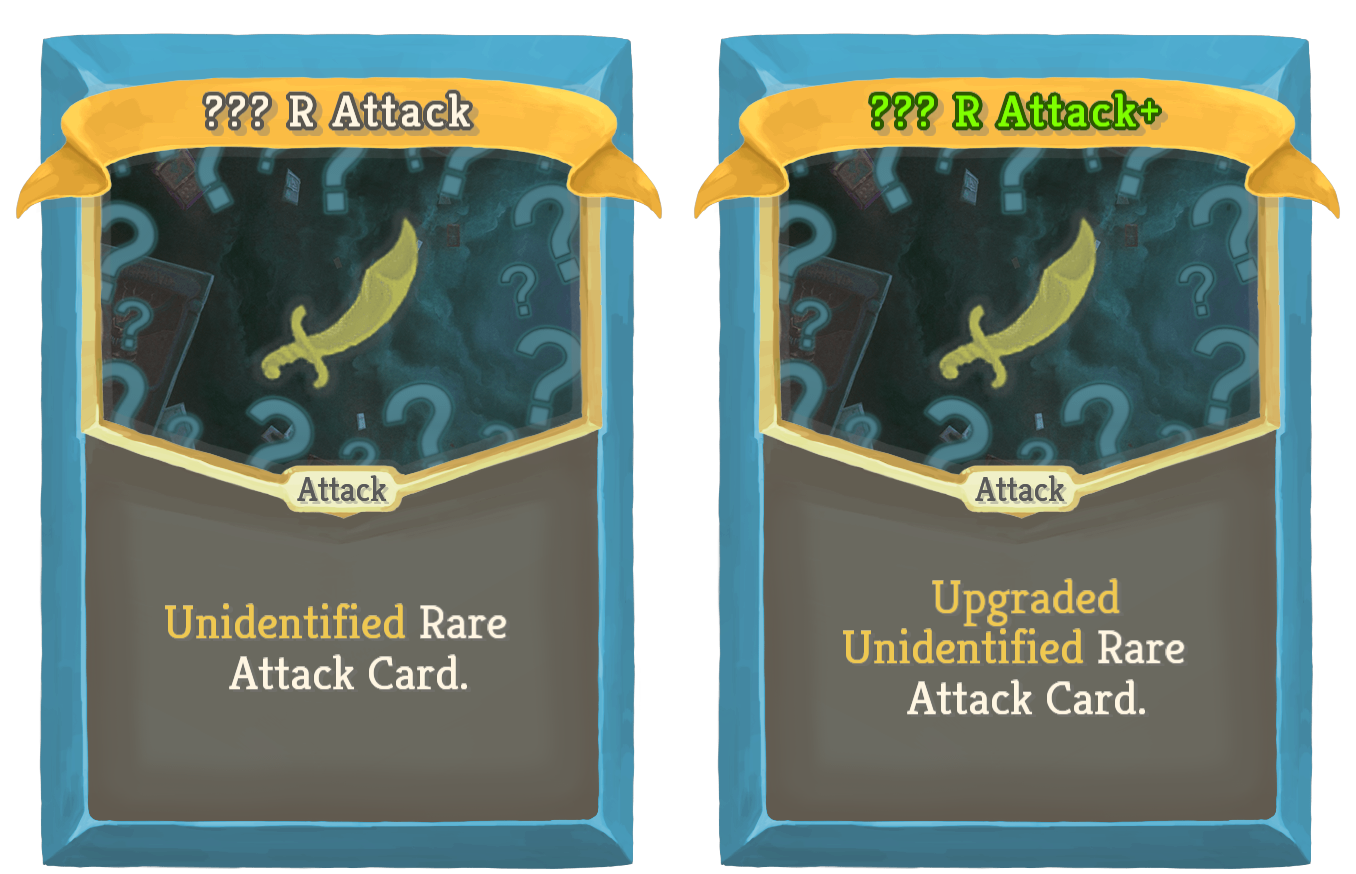 ??? R Attack
Attack
Unidentified Rare
Attack Card.
??? R Attack+
Attack
Upgraded
Unidentified Rare
Attack Card.